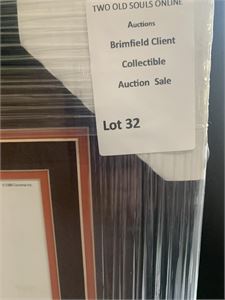 TWO OLD SOULS ONLINE
Auctions
Brimfield Client
Collectible
Auction Sale
Lot 32